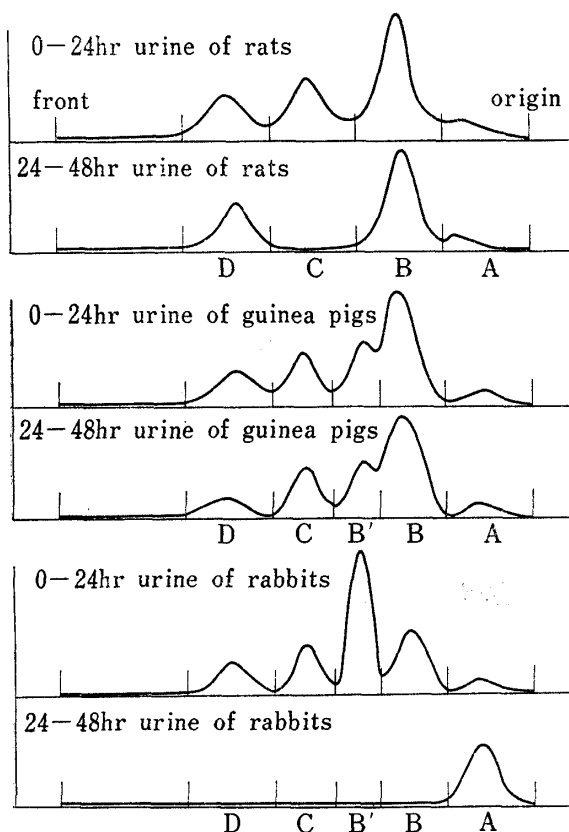 0—24hr urine of rats
front origin
24—48hr urine of rats
D C B A
0—24hr urine of guinea pigs
24—48hr urine of guinea pigs
D C B′ B A
0—24hr urine of rabbits
24—48hr urine of rabbits
D C B′ B A